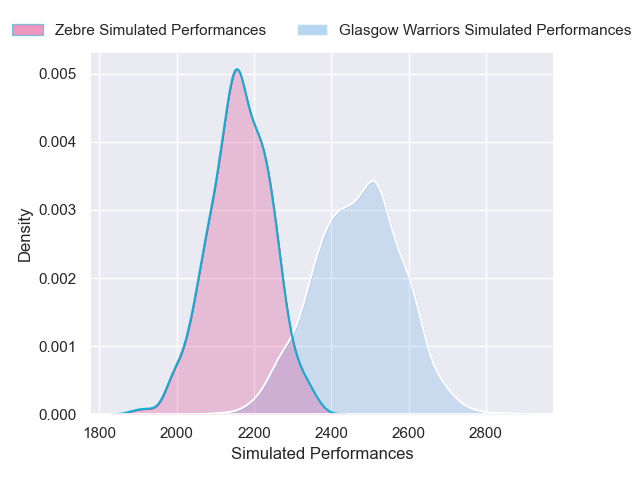 Zebre Simulated Performances
Glasgow Warriors Simulated Performances
0.005
0.004
0.003
0.002
0.001
0.000
Density
1800 2000 2200 2400 2600 2800
Simulated Performances